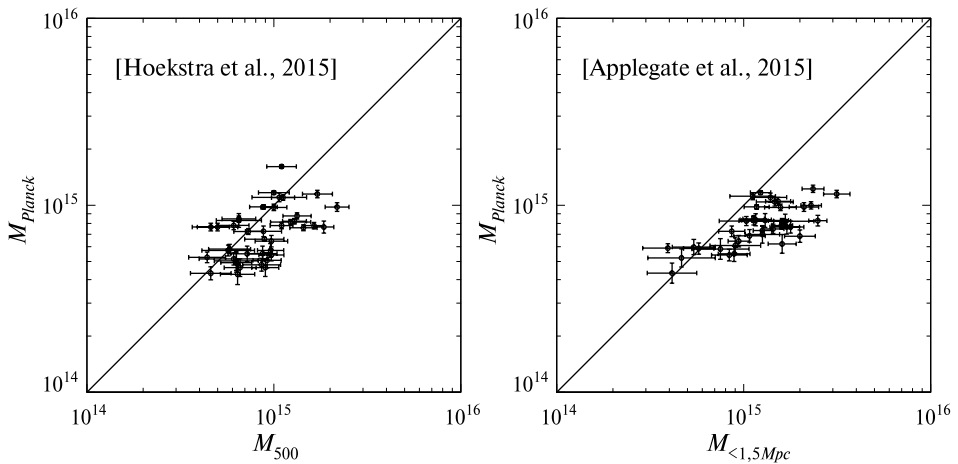 10^16
[Hoekstra et al., 2015]
M_Planck
10^15
10^14
10^14 10^15 10^16
M_500
10^16
[Applegate et al., 2015]
M_Planck
10^15
10^14
10^14 10^15 10^16
M_<1,5Mpc